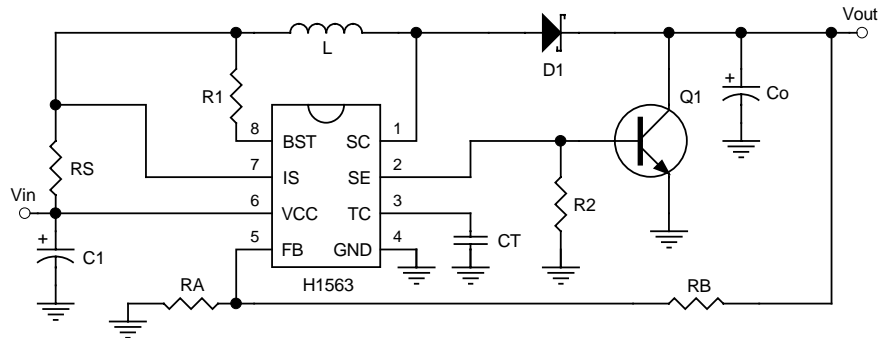 Vout
L
D1
R1
Q1
Co
8 BST SC 1
RS
7 IS SE 2
Vin
6 VCC TC 3
R2
5 FB GND 4
CT
C1
H1563
RA
RB
+
+